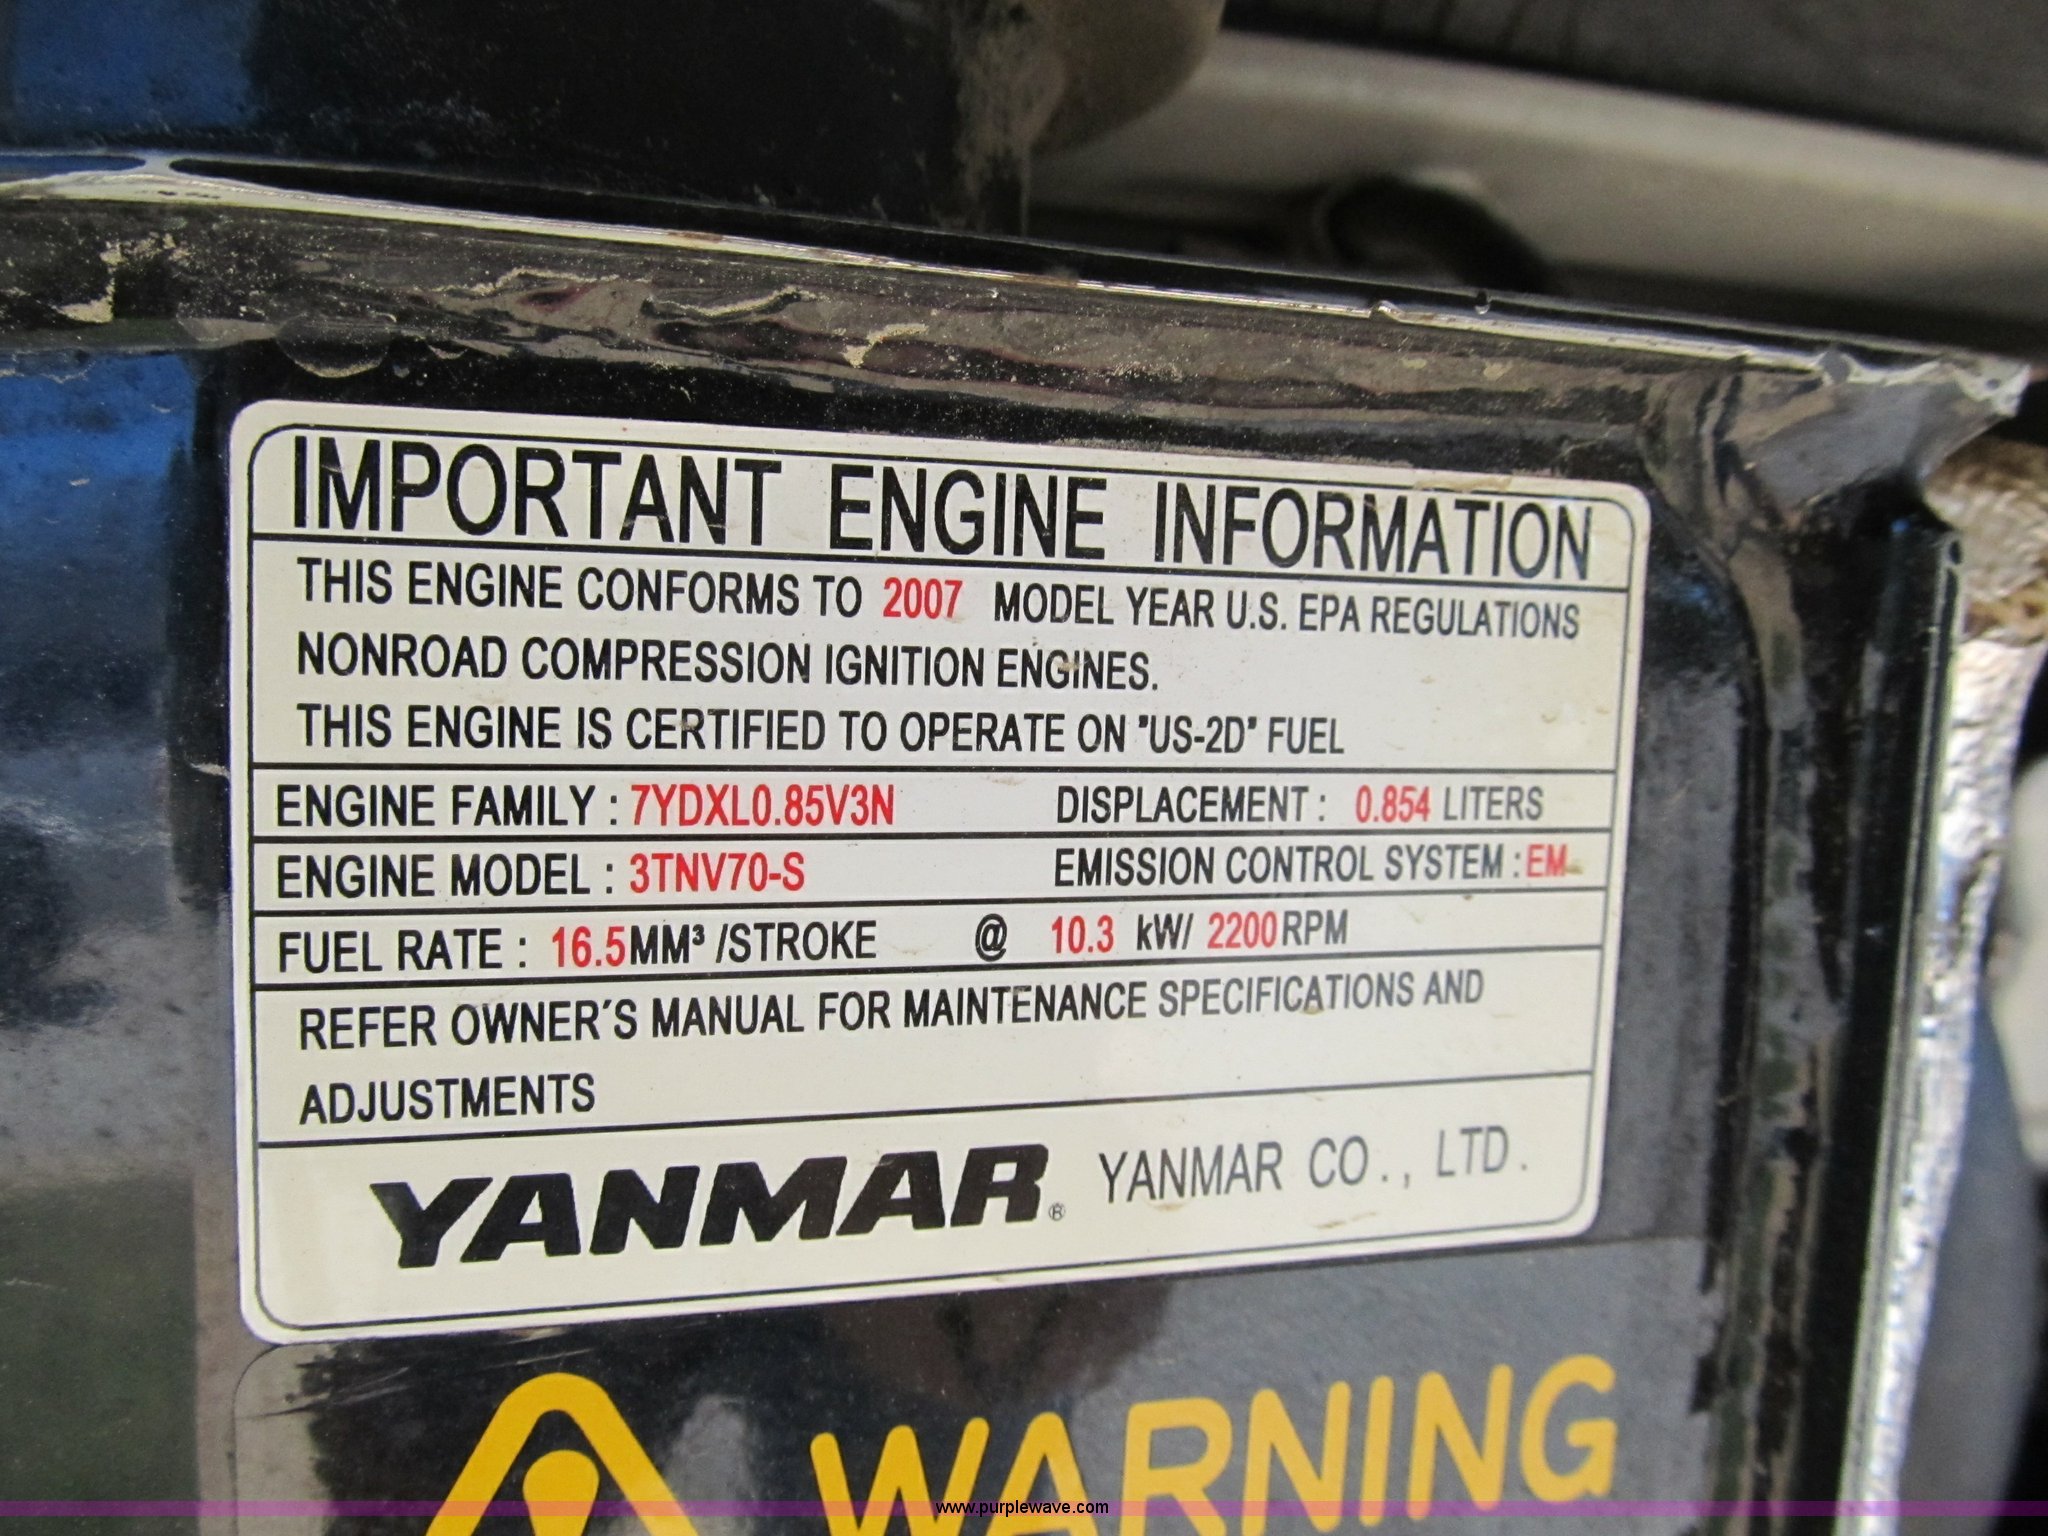 IMPORTANT ENGINE INFORMATION
THIS ENGINE CONFORMS TO 2007 MODEL YEAR U.S. EPA REGULATIONS
NONROAD COMPRESSION IGNITION ENGINES.
THIS ENGINE IS CERTIFIED TO OPERATE ON "US-2D" FUEL
ENGINE FAMILY : 7YDXL0.85V3N DISPLACEMENT : 0.854 LITERS
ENGINE MODEL : 3TNV70-S EMISSION CONTROL SYSTEM : EM
FUEL RATE : 16.5MM³ /STROKE @ 10.3 kW/ 2200RPM
REFER OWNER´S MANUAL FOR MAINTENANCE SPECIFICATIONS AND
ADJUSTMENTS
YANMAR® YANMAR CO., LTD.
WARNING
www.purplewave.com